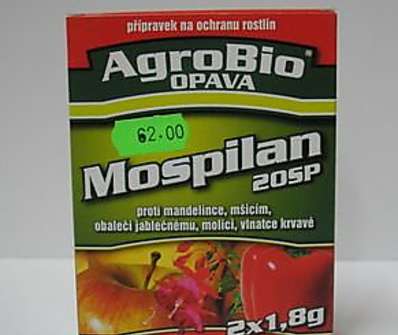 přípravek na ochranu rostlin
AgroBio®
OPAVA
62.00
Mospilan
20SP
proti mandelince, mšicím,
obaleči jablečnému, molici, vlnatce krvavé
2x1,8g